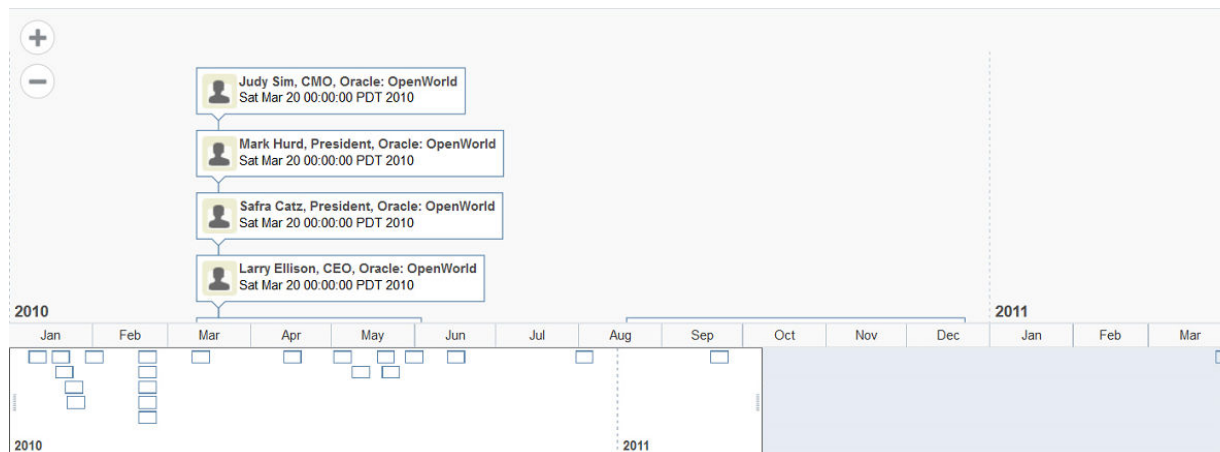 Judy Sim, CMO, Oracle: OpenWorld
Sat Mar 20 00:00:00 PDT 2010
Mark Hurd, President, Oracle: OpenWorld
Sat Mar 20 00:00:00 PDT 2010
Safra Catz, President, Oracle: OpenWorld
Sat Mar 20 00:00:00 PDT 2010
Larry Ellison, CEO, Oracle: OpenWorld
Sat Mar 20 00:00:00 PDT 2010
2010 2011
Jan Feb Mar Apr May Jun Jul Aug Sep Oct Nov Dec Jan Feb Mar
2010 2011